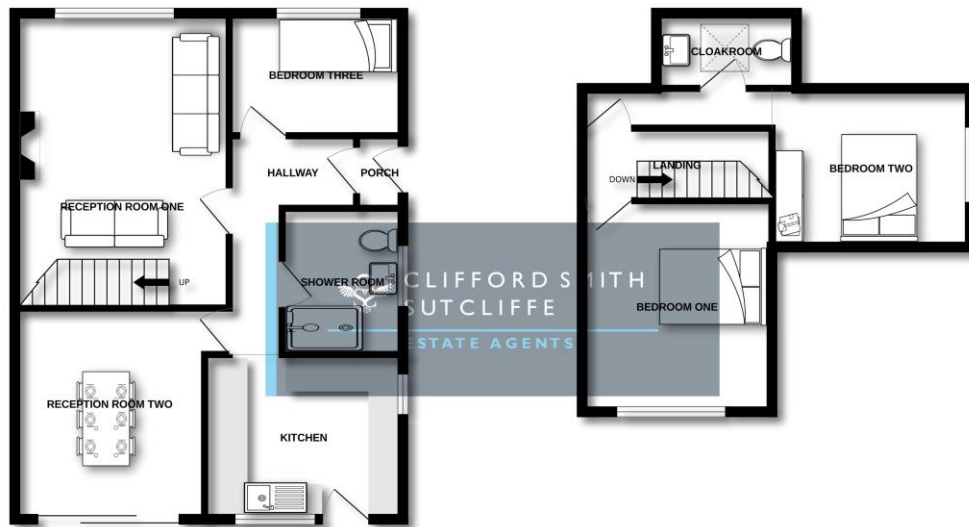 BEDROOM THREE
HALLWAY
PORCH
RECEPTION ROOM ONE
UP
SHOWER ROOM
RECEPTION ROOM TWO
KITCHEN
CLOAKROOM
LANDING
DOWN
BEDROOM TWO
BEDROOM ONE
CLIFFORD SMITH
SUTCLIFFE
ESTATE AGENTS